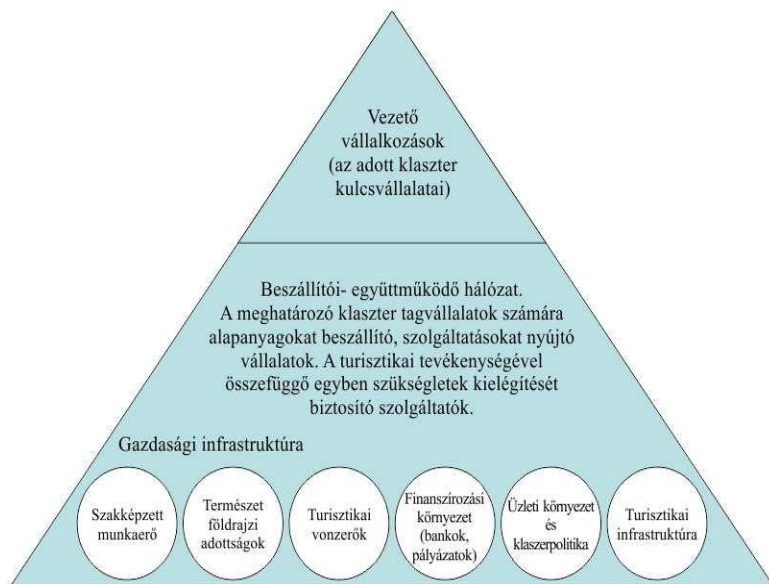 Vezető
vállalkozások
(az adott klaszter
kulcsvállalatai)
Beszállítói- együttműködő hálózat.
A meghatározó klaszter tagvállalatok számára
alapanyagokat beszállító, szolgáltatásokat nyújtó
vállalatok. A turisztikai tevékenységével
összefüggő egyben szükségletek kielégítését
biztosító szolgáltatók.
Gazdasági infrastruktúra
Szakképzett
munkaerő
Természet
földrajzi
adottságok
Turisztikai
vonzerők
Finanszírozási
környezet
(bankok,
pályázatok)
Üzleti környezet
és
klaszerpolitika
Turisztikai
infrastruktúra